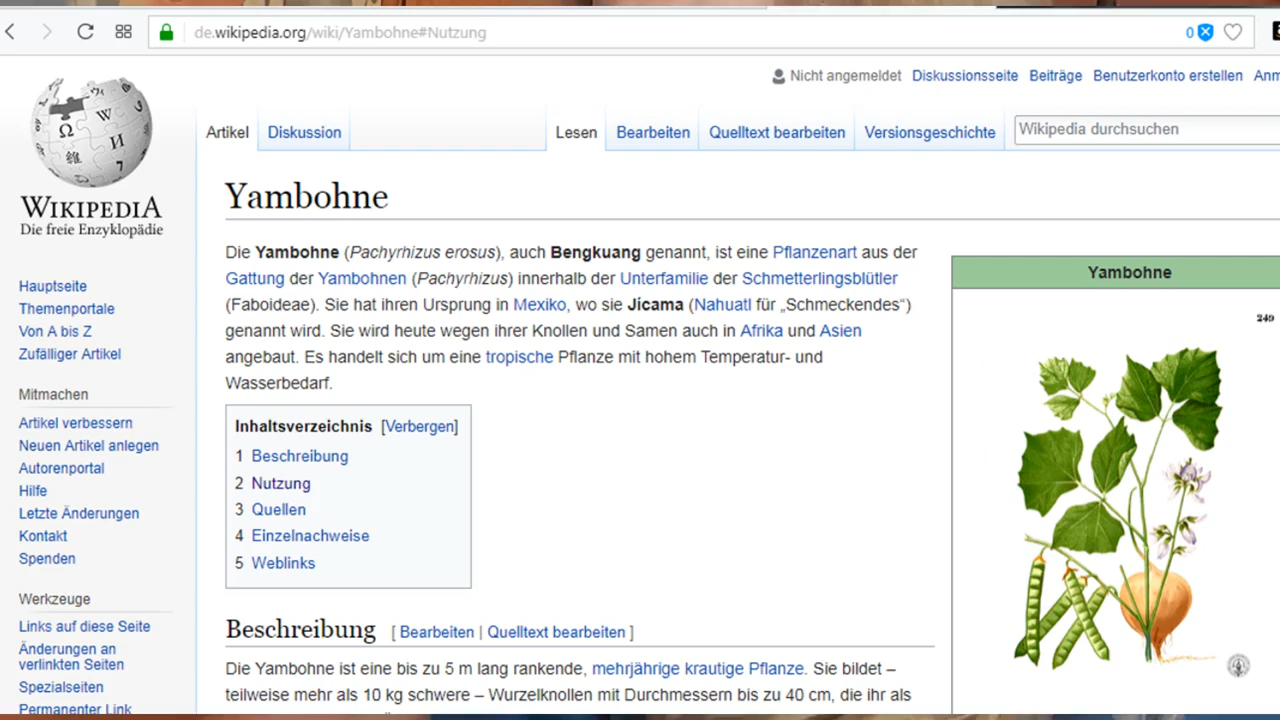 de.wikipedia.org/wiki/Yambohne#Nutzung
0
Nicht angemeldet Diskussionsseite Beiträge Benutzerkonto erstellen Anm
Artikel Diskussion Lesen Bearbeiten Quelltext bearbeiten Versionsgeschichte Wikipedia durchsuchen
WIKIPEDIA
Die freie Enzyklopädie
Hauptseite
Themenportale
Von A bis Z
Zufälliger Artikel
Mitmachen
Artikel verbessern
Neuen Artikel anlegen
Autorenportal
Hilfe
Letzte Änderungen
Kontakt
Spenden
Werkzeuge
Links auf diese Seite
Änderungen an
verlinkten Seiten
Spezialseiten
Permanenter Link
Yambohne
Die Yambohne (Pachyrhizus erosus), auch Bengkuang genannt, ist eine Pflanzenart aus der
Gattung der Yambohnen (Pachyrhizus) innerhalb der Unterfamilie der Schmetterlingsblütler
(Faboideae). Sie hat ihren Ursprung in Mexiko, wo sie Jícama (Nahuatl für „Schmeckendes“)
genannt wird. Sie wird heute wegen ihrer Knollen und Samen auch in Afrika und Asien
angebaut. Es handelt sich um eine tropische Pflanze mit hohem Temperatur- und
Wasserbedarf.
Inhaltsverzeichnis [Verbergen]
1 Beschreibung
2 Nutzung
3 Quellen
4 Einzelnachweise
5 Weblinks
Beschreibung [ Bearbeiten | Quelltext bearbeiten ]
Die Yambohne ist eine bis zu 5 m lang rankende, mehrjährige krautige Pflanze. Sie bildet –
teilweise mehr als 10 kg schwere – Wurzelknollen mit Durchmessern bis zu 40 cm, die ihr als
Yambohne
249